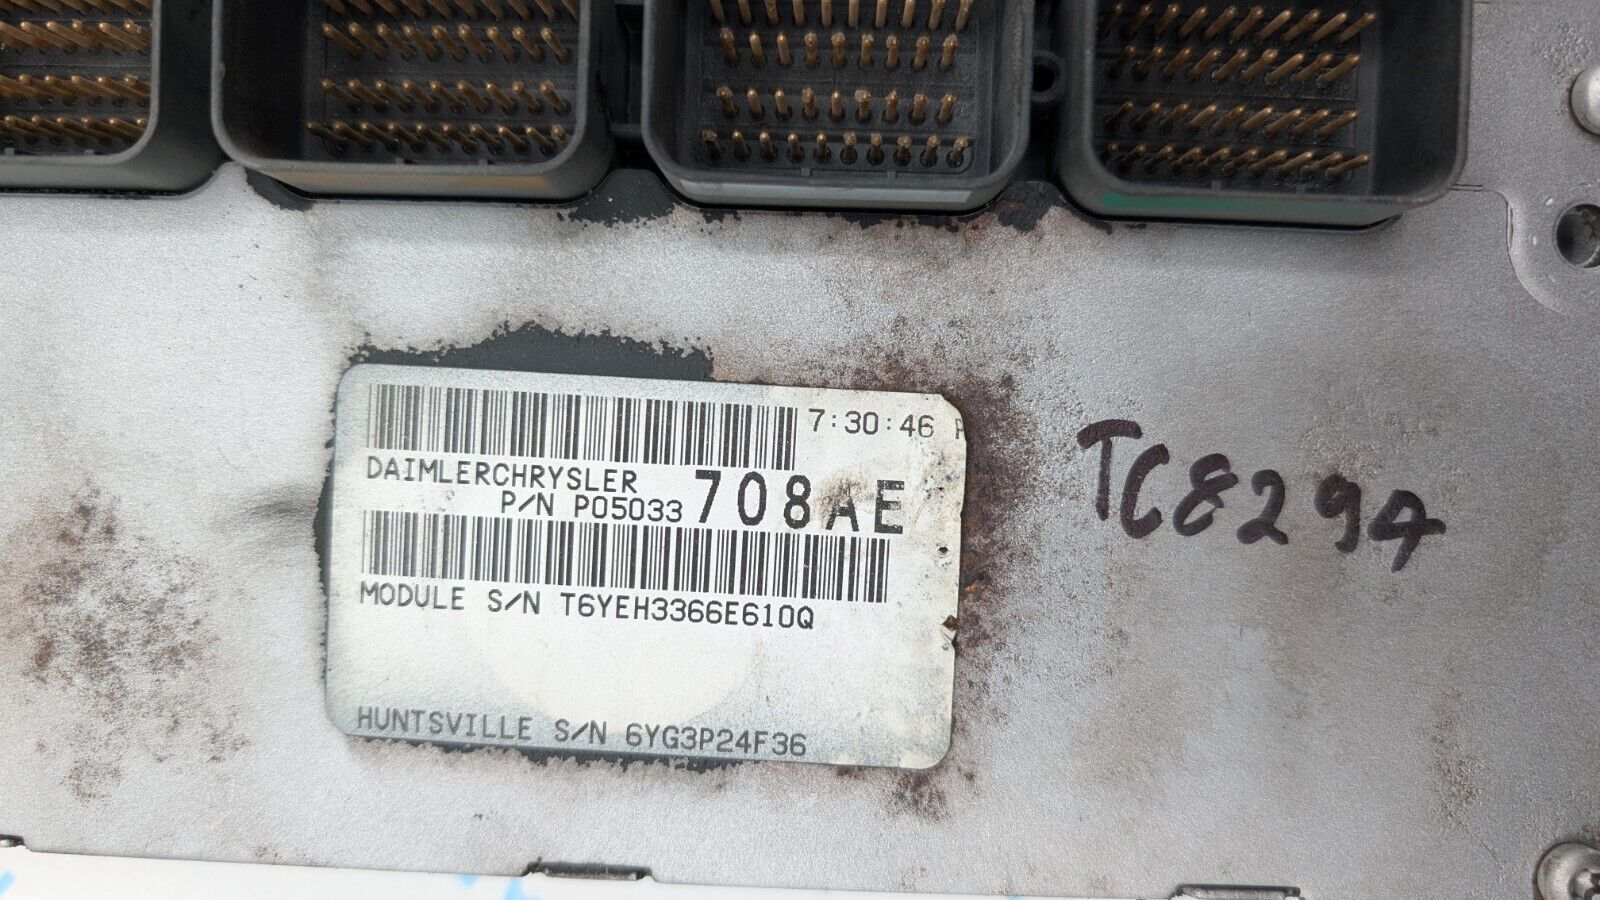 7:30:46
DAIMLERCHRYSLER
P/N P05033 708AE
MODULE S/N T6YEH3366E610Q
HUNTSVILLE S/N 6YG3P24F36
TC8294